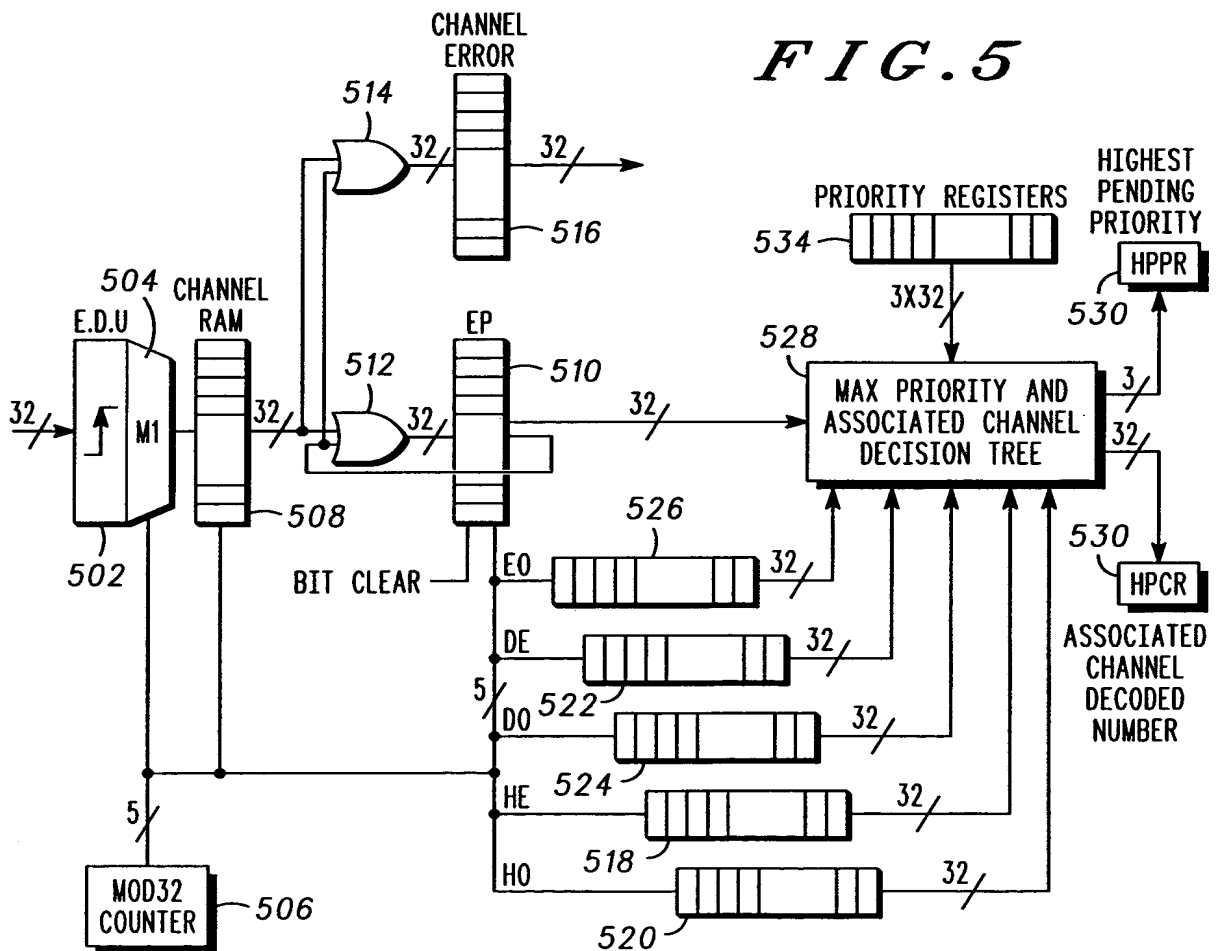 FIG.5
CHANNEL
ERROR
514
32
32
516
PRIORITY REGISTERS
534
3X32
HIGHEST
PENDING
PRIORITY
HPPR
530
504
CHANNEL
RAM
E.D.U
32
M1
502
508
32
512
32
EP
510
32
528
MAX PRIORITY AND
ASSOCIATED CHANNEL
DECISION TREE
3
32
530
HPCR
ASSOCIATED
CHANNEL
DECODED
NUMBER
BIT CLEAR
EO
526
32
DE
522
32
5
DO
524
32
HE
518
32
HO
520
32
5
MOD32
COUNTER
506